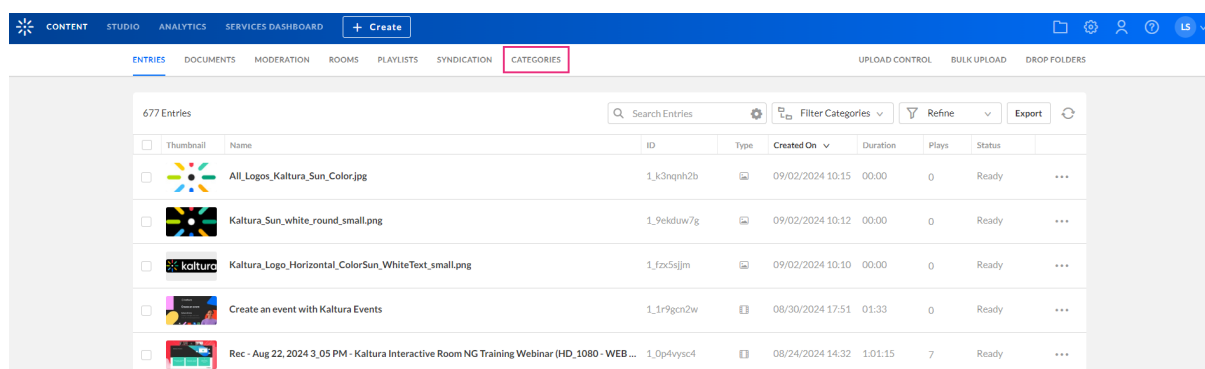 CONTENT STUDIO ANALYTICS SERVICES DASHBOARD + Create LS
ENTRIES DOCUMENTS MODERATION ROOMS PLAYLISTS SYNDICATION CATEGORIES UPLOAD CONTROL BULK UPLOAD DROP FOLDERS
677 Entries Search Entries Filter Categories Refine Export
Thumbnail Name ID Type Created On Duration Plays Status
All_Logos_Kaltura_Sun_Color.jpg 1_k3nqnh2b 09/02/2024 10:15 00:00 0 Ready
Kaltura_Sun_white_round_small.png 1_9ekduw7g 09/02/2024 10:12 00:00 0 Ready
kaltura Kaltura_Logo_Horizontal_ColorSun_WhiteText_small.png 1_fzx5sjjm 09/02/2024 10:10 00:00 0 Ready
Create an event with Kaltura Events 1_1r9gcn2w 08/30/2024 17:51 01:33 0 Ready
Rec - Aug 22, 2024 3_05 PM - Kaltura Interactive Room NG Training Webinar (HD_1080 - WEB ... 1_0p4vysc4 08/24/2024 14:32 1:01:15 7 Ready